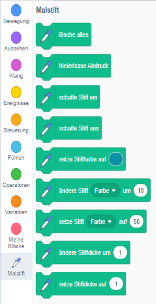 Malstift
Bewegung
Aussehen
Klang
Ereignisse
Steuerung
Fühlen
Operatoren
Variablen
Meine
Blöcke
Malstift
lösche alles
hinterlasse Abdruck
schalte Stift ein
schalte Stift aus
setze Stiftfarbe auf
ändere Stift Farbe um 10
setze Stift Farbe auf 50
ändere Stiftdicke um 1
setze Stiftdicke auf 1